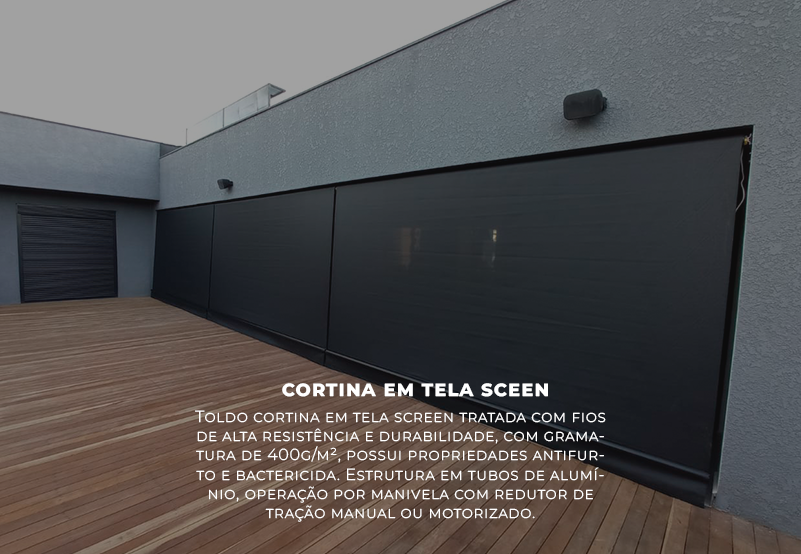 CORTINA EM TELA SCEEN
TOLDO CORTINA EM TELA SCREEN TRATADA COM FIOS
DE ALTA RESISTÊNCIA E DURABILIDADE, COM GRAMA-
TURA DE 400G/M², POSSUI PROPRIEDADES ANTIFUR-
TO E BACTERICIDA. ESTRUTURA EM TUBOS DE ALUMÍ-
NIO, OPERAÇÃO POR MANIVELA COM REDUTOR DE
TRAÇÃO MANUAL OU MOTORIZADO.